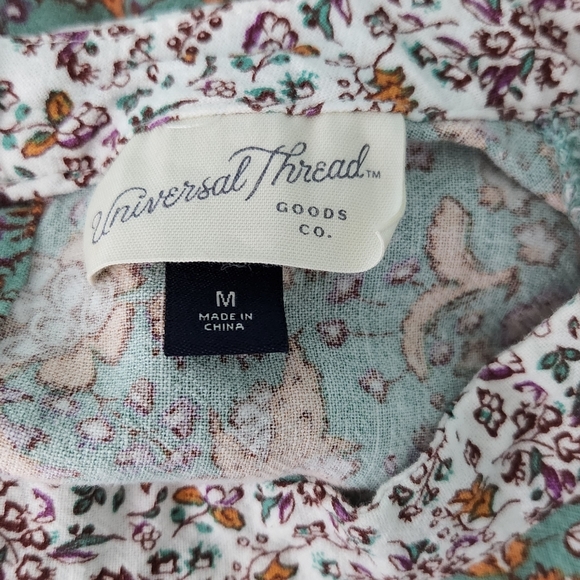 Universal Thread™
GOODS
CO.
M
MADE IN
CHINA